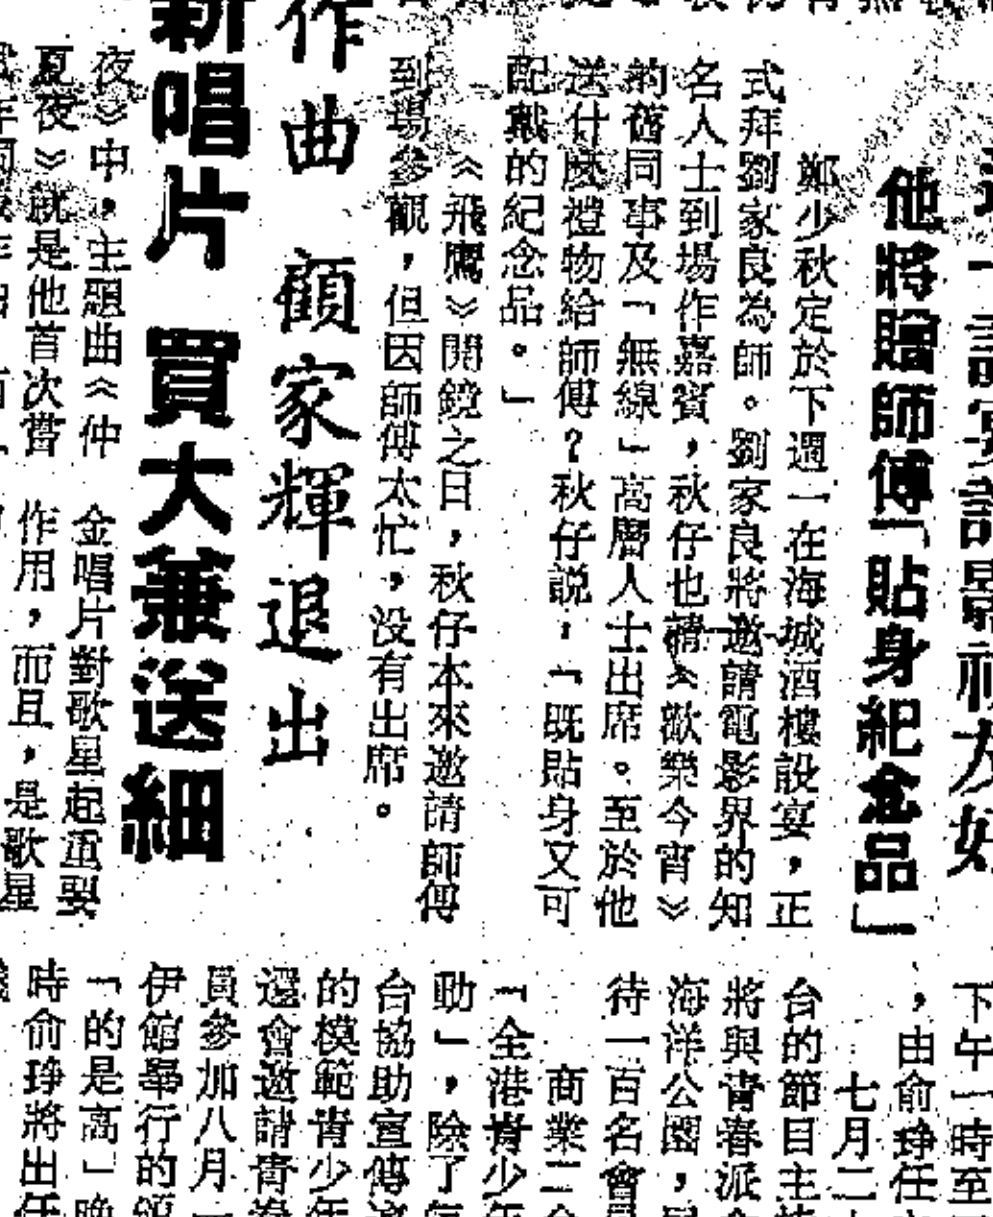 他將贈師傅「貼身紀念品」
鄭少秋定於下週一在海城酒樓設宴，正
式拜劉家良為師。劉家良將邀請電影界的知
名人士到場作嘉賓，秋仔也請《歡樂今宵》
的舊同事及「無線」高層人士出席。至於他
送什麼禮物給師傅？秋仔説，「既貼身又可
配戴的紀念品。」
《飛鷹》開鏡之日，秋仔本來邀請師傅
到場參觀，但因師傅太忙，没有出席。
作曲 顧家輝退出
新唱片 買大兼送細
夜》中，主題曲《仲
夏夜》就是他首次嘗
金唱片對歌星起重要
作用，而且，是歌星
下午一時至
，由俞琤任
七月二
台的節目主持
將與青春派
海洋公園，
待一百名會員
商業二台
「全港青少年
動」，除了
台協助宣傳
的模範青少年
還會邀請青
員參加八月一
伊館舉行的
「的是高」晚
時俞琤將出任